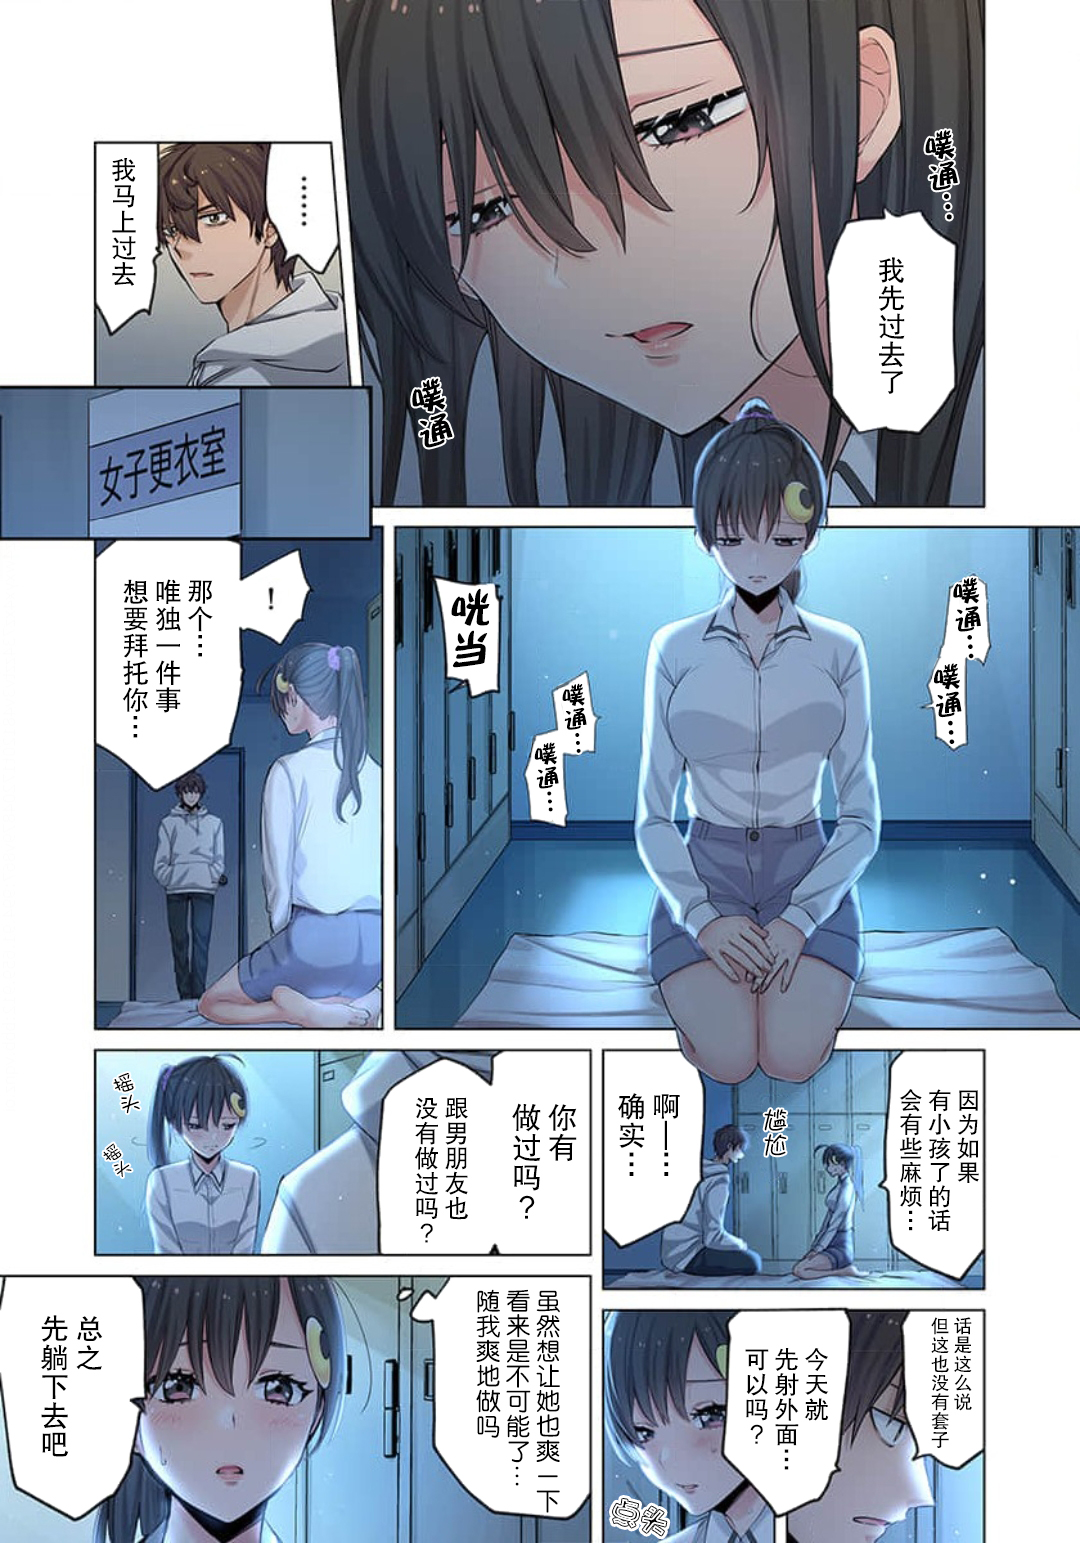 噗通…
我先过去了
噗通
……
我马上过去
女子更衣室
噗通…
噗通…
咣当
噗通…
噗通…
！
那个…
唯独一件事
想要拜托你…
因为如果
有小孩了的话
会有些麻烦…
尴尬
啊——…
确实…
你有
做过吗？
跟男朋友也
没有做过吗？
摇头
摇头
话是这么说
但这也没有套子
今天就
先射外面…
可以吗？
点头
虽然想让她也爽一下
看来是不可能了…
随我爽地做吗
总之
先躺下去吧